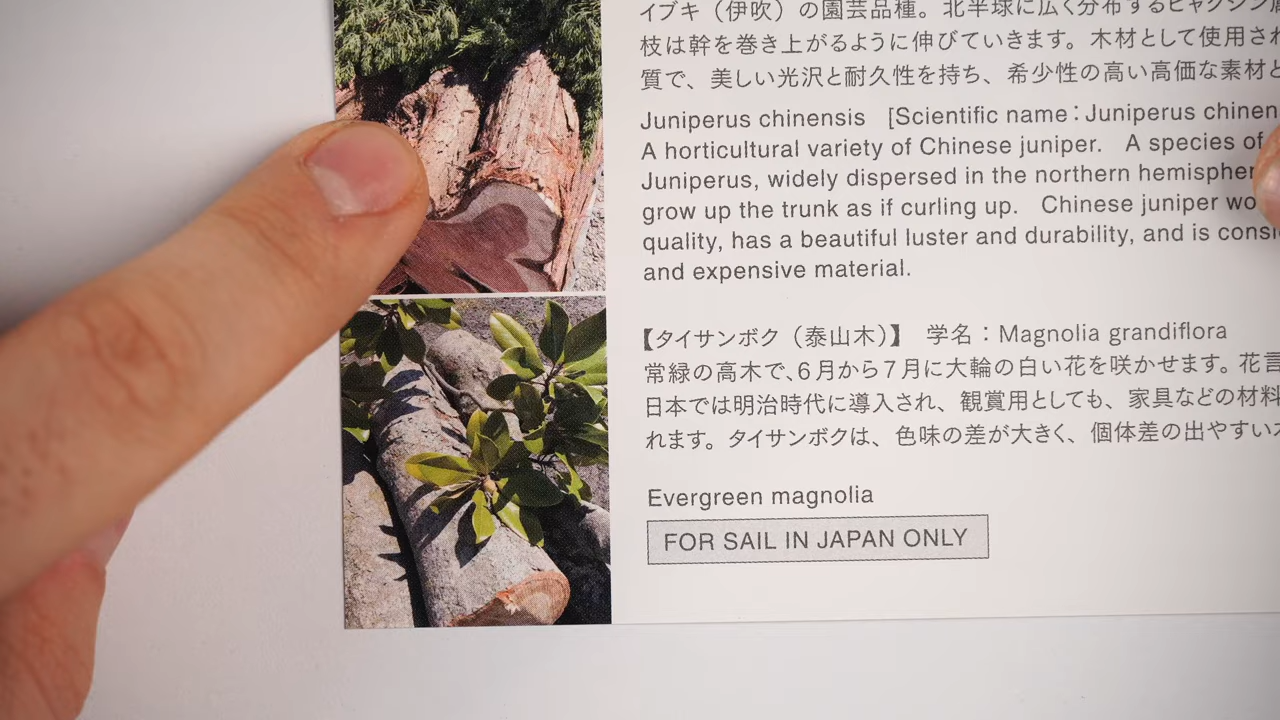 イブキ（伊吹）の園芸品種。北半球に広く分布するビャクシン
枝は幹を巻き上がるように伸びていきます。木材として使用さ
質で、美しい光沢と耐久性を持ち、希少性の高い高価な素材と
Juniperus chinensis [Scientific name：Juniperus chinen
A horticultural variety of Chinese juniper. A species of
Juniperus, widely dispersed in the northern hemispher
grow up the trunk as if curling up. Chinese juniper wo
quality, has a beautiful luster and durability, and is consi
and expensive material.
【タイサンボク（泰山木）】 学名：Magnolia grandiflora
常緑の高木で、6月から7月に大輪の白い花を咲かせます。花言
日本では明治時代に導入され、観賞用としても、家具などの材料
れます。タイサンボクは、色味の差が大きく、個体差の出やすい
Evergreen magnolia
FOR SAIL IN JAPAN ONLY